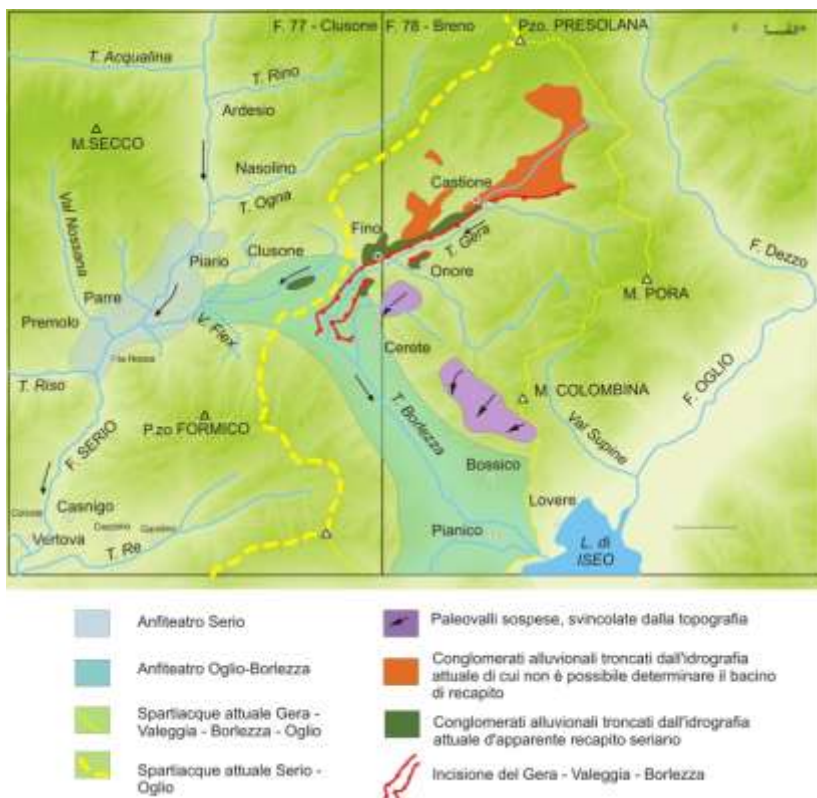 F. 77 - Clusone
F. 78 - Breno
Pzo. PRESOLANA
T. Acqualina
T. Rino
Ardesio
M.SECCO
Nasolino
Castione
Val Nossana
T. Ogna
Fino
T. Gera
Clusone
Piario
Onore
F. Dezzo
Parre
M. PORA
Premolo
V. Flex
Cerete
T. Riso
M. COLOMBINA
F. OGLIO
P.zo FORMICO
T. Borlezza
Val Supine
F. SERIO
Bossico
Casnigo
Lovere
Vertova
Pianico
T. Re
L. di
ISEO
Anfiteatro Serio
Anfiteatro Oglio-Borlezza
Spartiacque attuale Gera -
Valeggia - Borlezza - Oglio
Spartiacque attuale Serio -
Oglio
Paleovalli sospese, svincolate dalla topografia
Conglomerati alluvionali troncati dall'idrografia
attuale di cui non è possibile determinare il bacino
di recapito
Conglomerati alluvionali troncati dall'idrografia
attuale d'apparente recapito seriano
Incisione del Gera - Valeggia - Borlezza